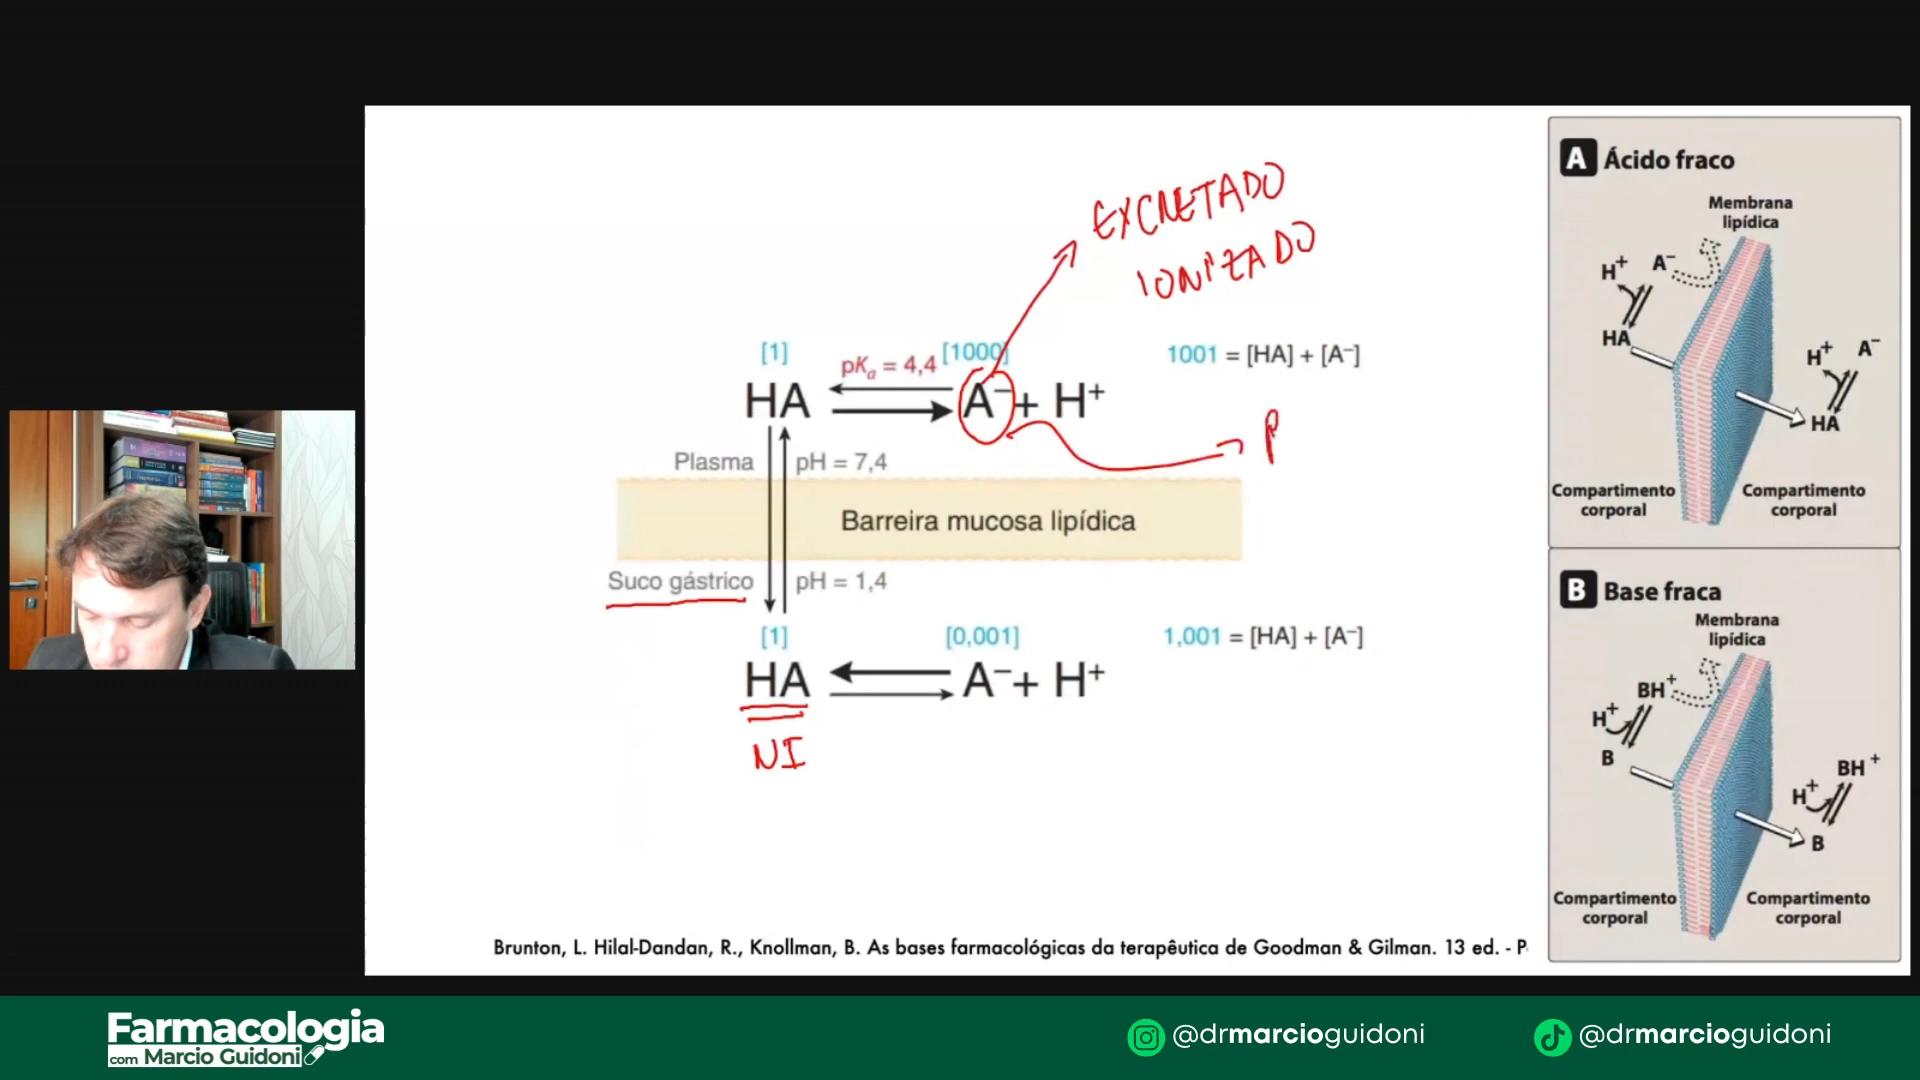 EXCRETADO
IONIZADO
[1]
pKa = 4,4
[1000]
1001 = [HA] + [A⁻]
HA
A⁻ + H⁺
P
Plasma
pH = 7,4
Barreira mucosa lipídica
Suco gástrico
pH = 1,4
[1]
[0,001]
1,001 = [HA] + [A⁻]
HA
A⁻ + H⁺
NI
Brunton, L. Hilal-Dandan, R., Knollman, B. As bases farmacológicas da terapêutica de Goodman & Gilman. 13 ed. - P
A Ácido fraco
Membrana
lipídica
H⁺
A⁻
HA
H⁺
A⁻
HA
Compartimento
corporal
Compartimento
corporal
B Base fraca
Membrana
lipídica
BH⁺
H⁺
B
BH⁺
H⁺
B
Compartimento
corporal
Compartimento
corporal
Farmacologia
com Marcio Guidoni
@drmarcioguidoni
@drmarcioguidoni